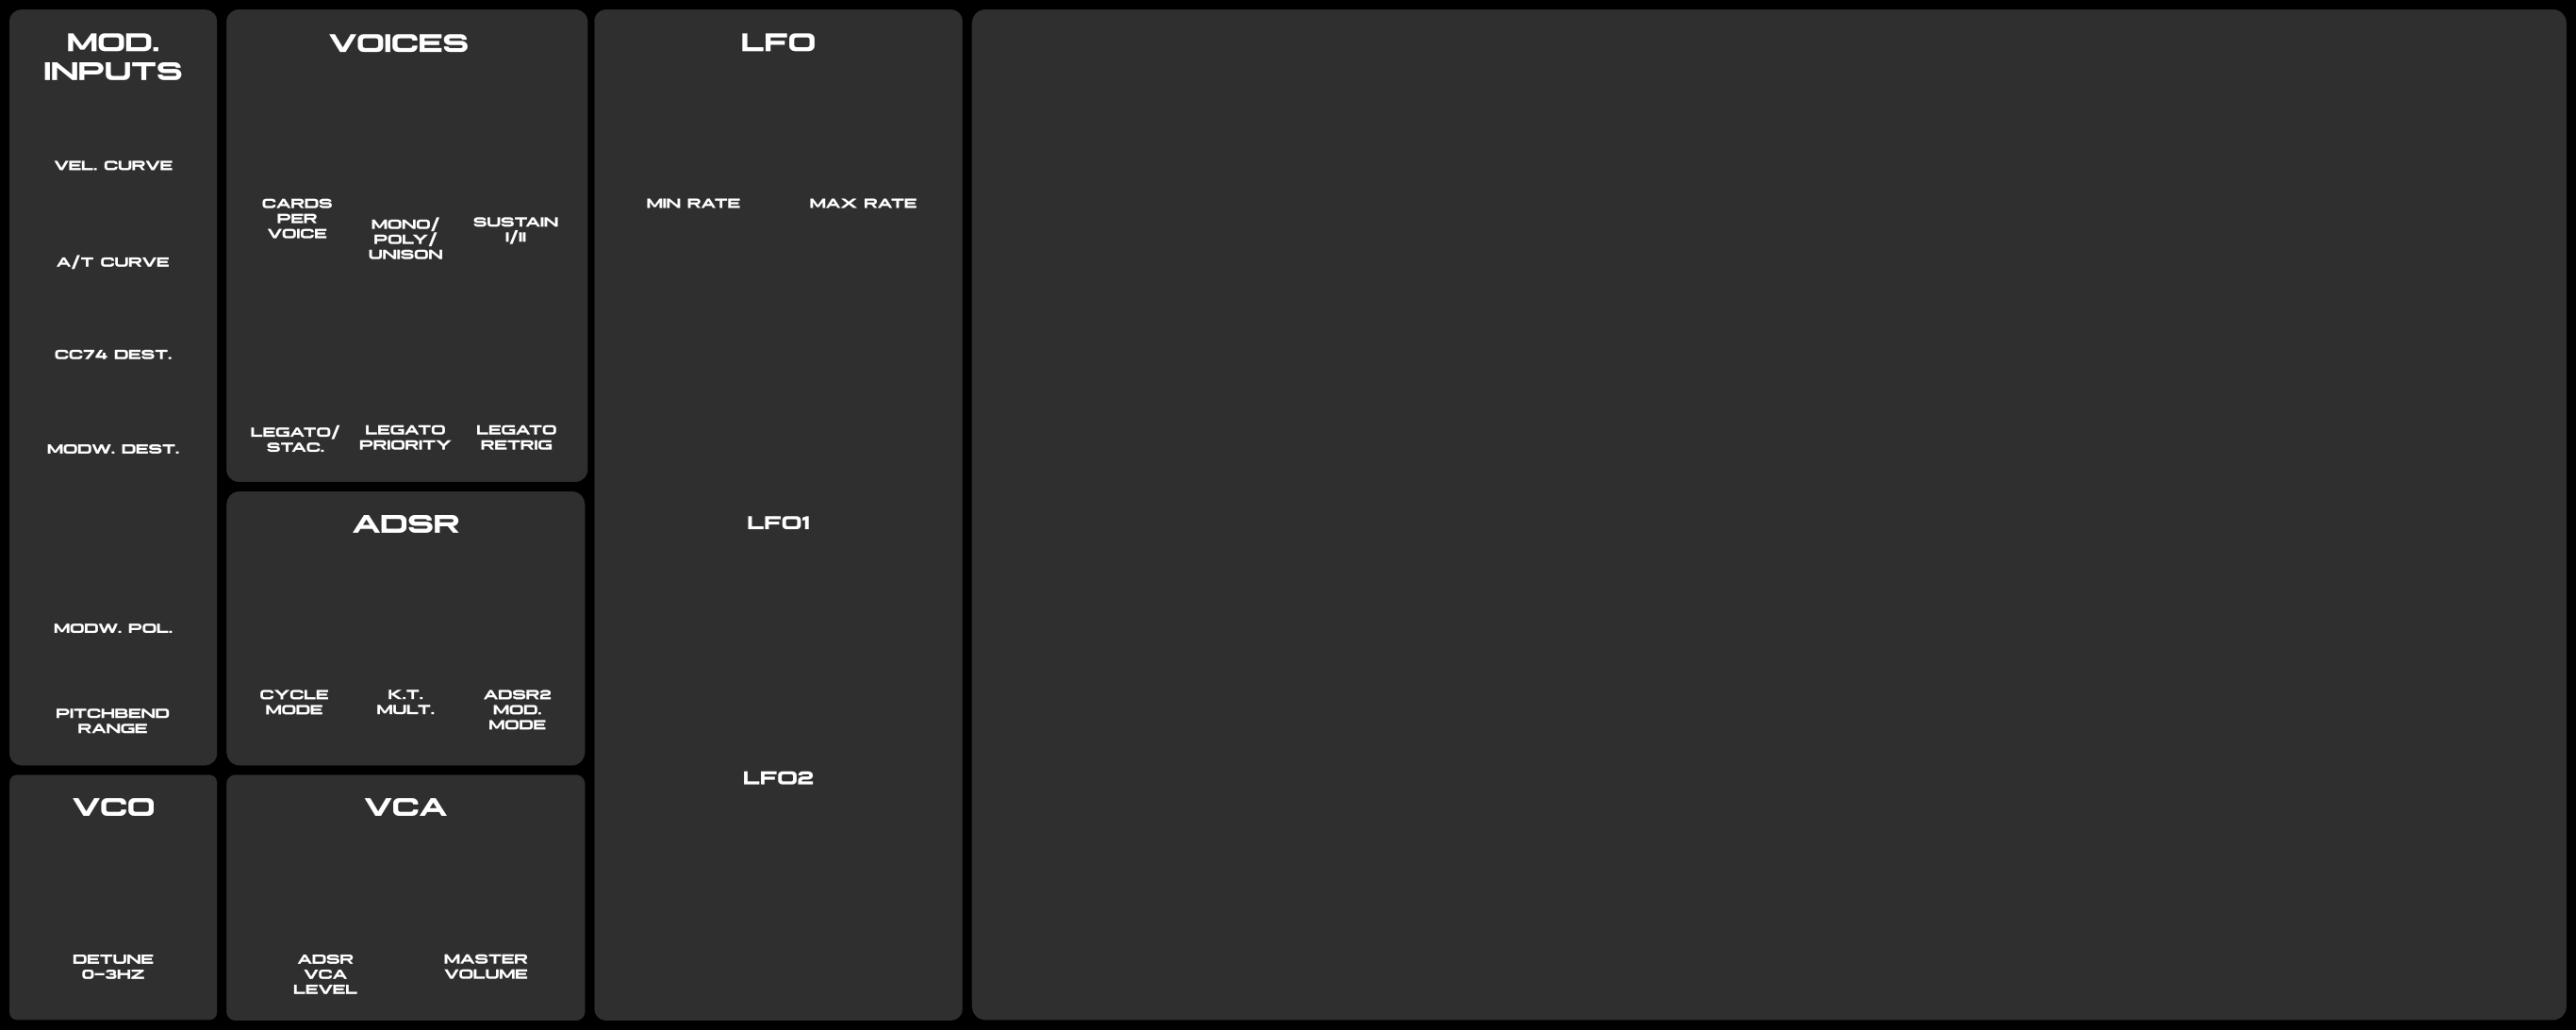 MOD.
INPUTS
VEL. CURVE
A/T CURVE
CC74 DEST.
MODW. DEST.
MODW. POL.
PITCHBEND
RANGE
VCO
DETUNE
0-3HZ
VOICES
CARDS
PER
VOICE
MONO/
POLY/
UNISON
SUSTAIN
I/II
LEGATO/
STAC.
LEGATO
PRIORITY
LEGATO
RETRIG
ADSR
CYCLE
MODE
K.T.
MULT.
ADSR2
MOD.
MODE
VCA
ADSR
VCA
LEVEL
MASTER
VOLUME
LFO
MIN RATE
MAX RATE
LFO1
LFO2